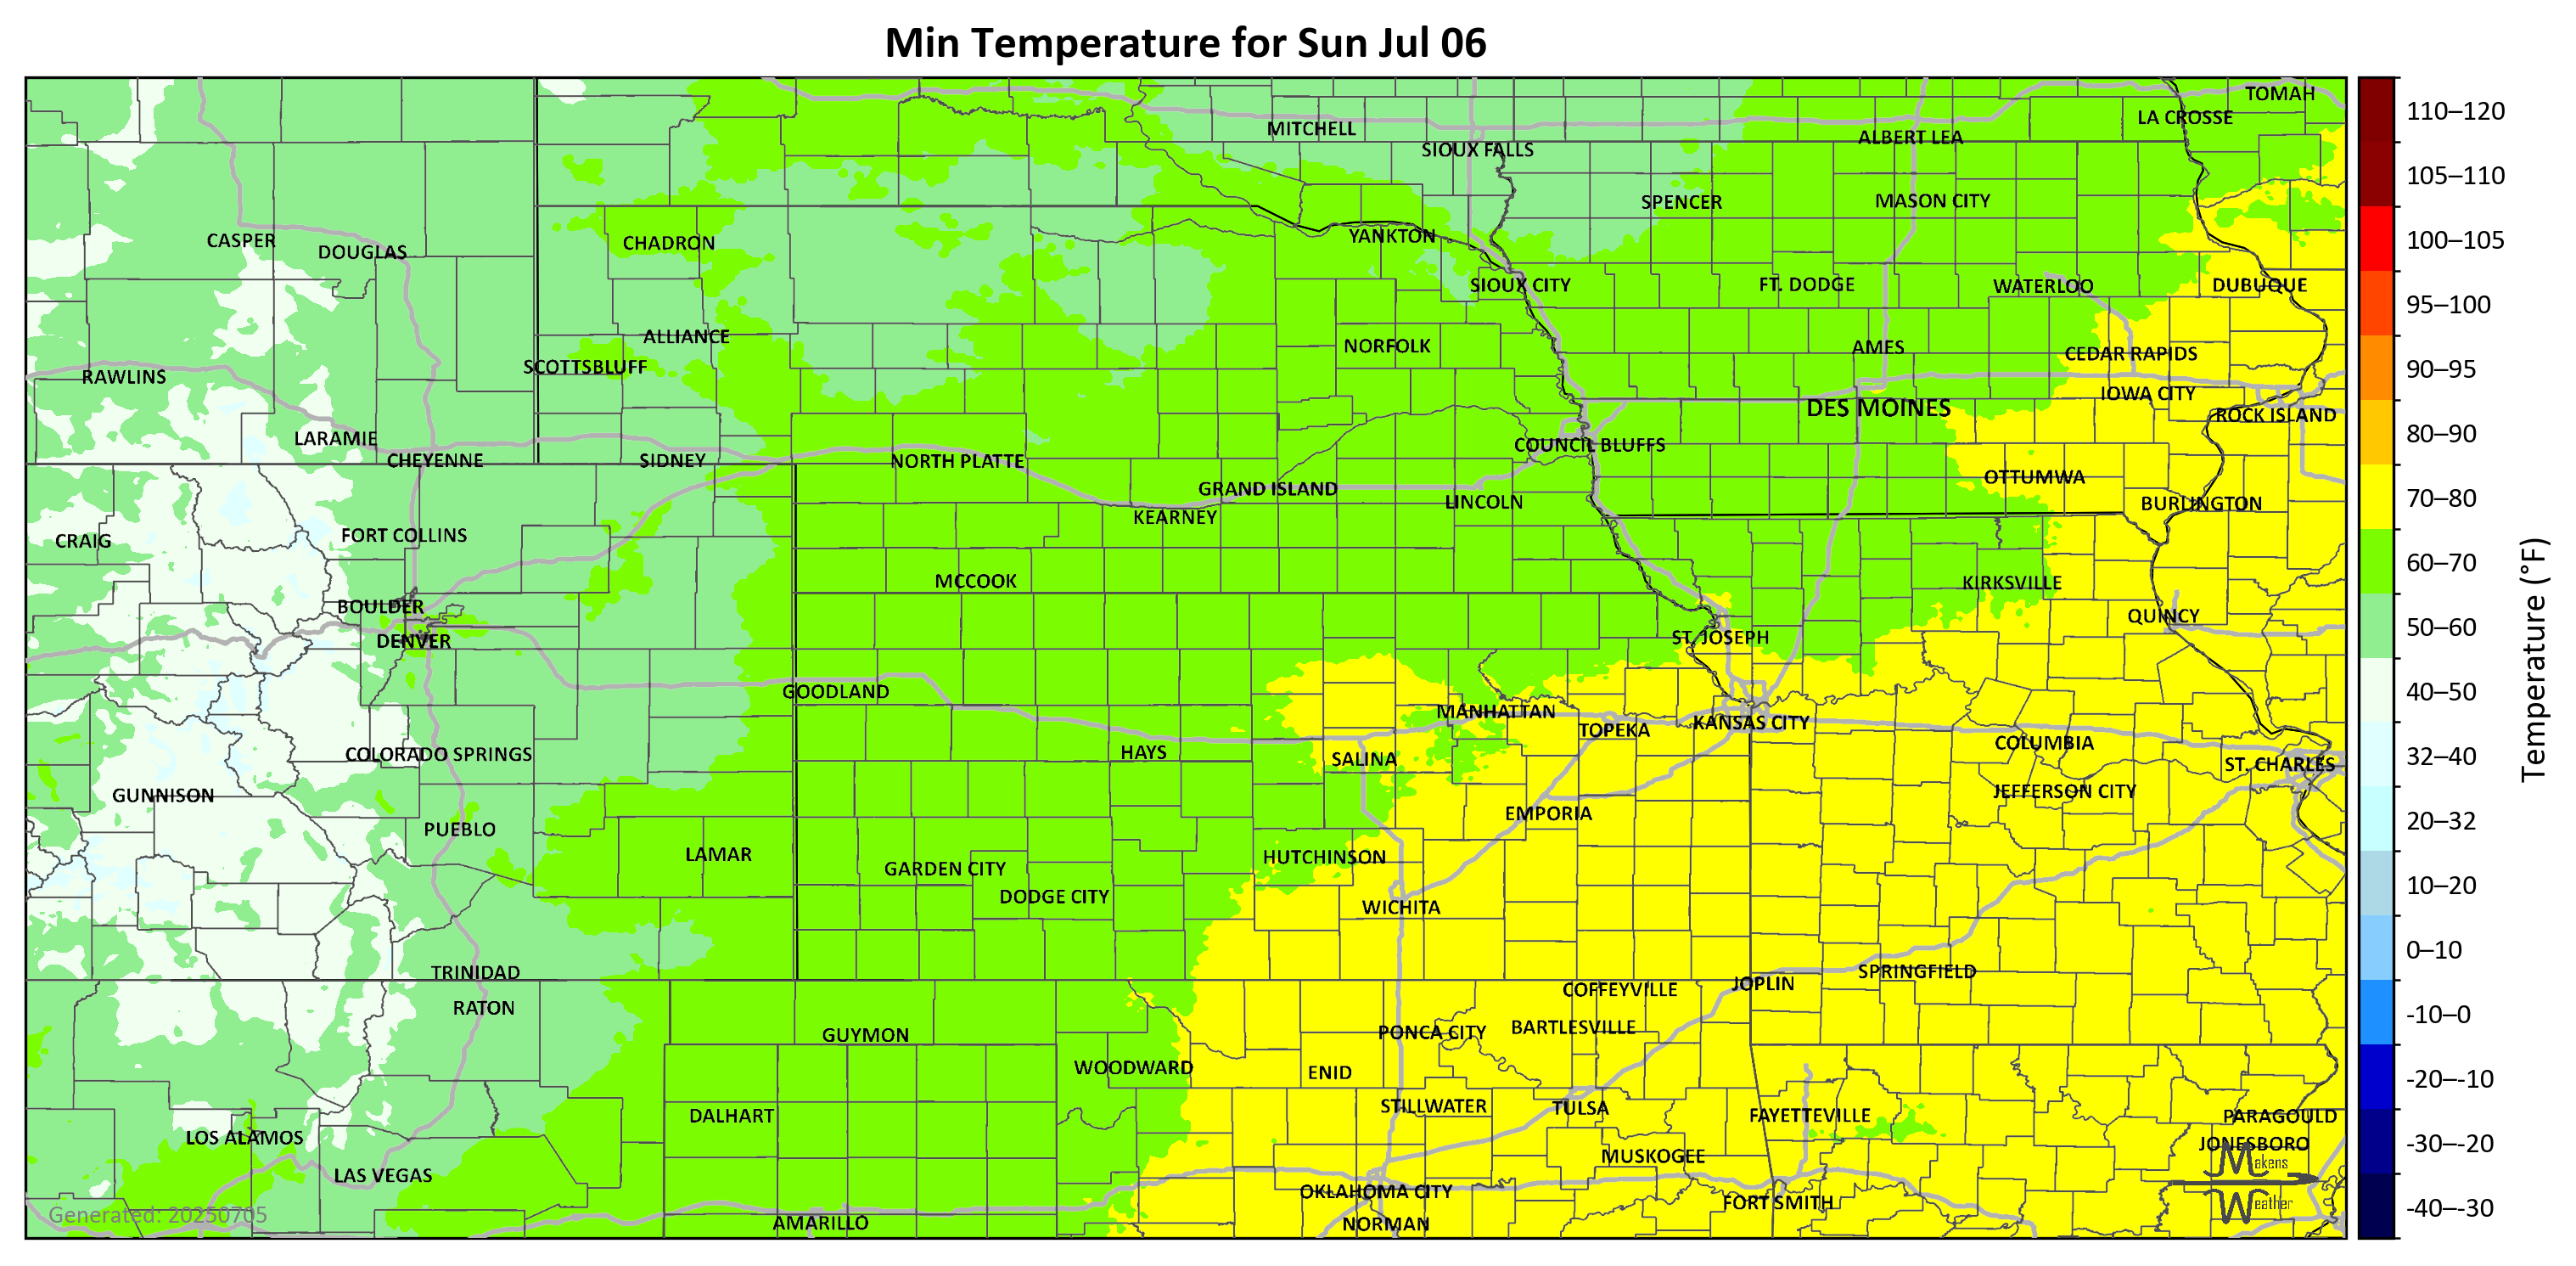 Min Temperature for Sun Jul 06
TOMAH
LA CROSSE
MITCHELL
ALBERT LEA
SIOUX FALLS
SPENCER
MASON CITY
CASPER
DOUGLAS
CHADRON
YANKTON
SIOUX CITY
FT. DODGE
WATERLOO
DUBUQUE
ALLIANCE
NORFOLK
AMES
CEDAR RAPIDS
SCOTTSBLUFF
RAWLINS
IOWA CITY
DES MOINES
ROCK ISLAND
LARAMIE
COUNCIL BLUFFS
CHEYENNE
SIDNEY
NORTH PLATTE
OTTUMWA
GRAND ISLAND
LINCOLN
BURLINGTON
KEARNEY
CRAIG
FORT COLLINS
MCCOOK
KIRKSVILLE
BOULDER
QUINCY
DENVER
ST. JOSEPH
GOODLAND
MANHATTAN
TOPEKA
KANSAS CITY
COLUMBIA
COLORADO SPRINGS
HAYS
SALINA
ST. CHARLES
GUNNISON
JEFFERSON CITY
EMPORIA
PUEBLO
LAMAR
HUTCHINSON
GARDEN CITY
DODGE CITY
WICHITA
TRINIDAD
SPRINGFIELD
JOPLIN
COFFEYVILLE
RATON
GUYMON
PONCA CITY
BARTLESVILLE
WOODWARD
ENID
DALHART
STILLWATER
TULSA
FAYETTEVILLE
PARAGOULD
LOS ALAMOS
JONESBORO
MUSKOGEE
LAS VEGAS
OKLAHOMA CITY
FORT SMITH
AMARILLO
NORMAN
Generated: 20250705
Makens
Weather
110–120
105–110
100–105
95–100
90–95
80–90
70–80
60–70
50–60
40–50
32–40
20–32
10–20
0–10
-10–0
-20–-10
-30–-20
-40–-30
Temperature (°F)